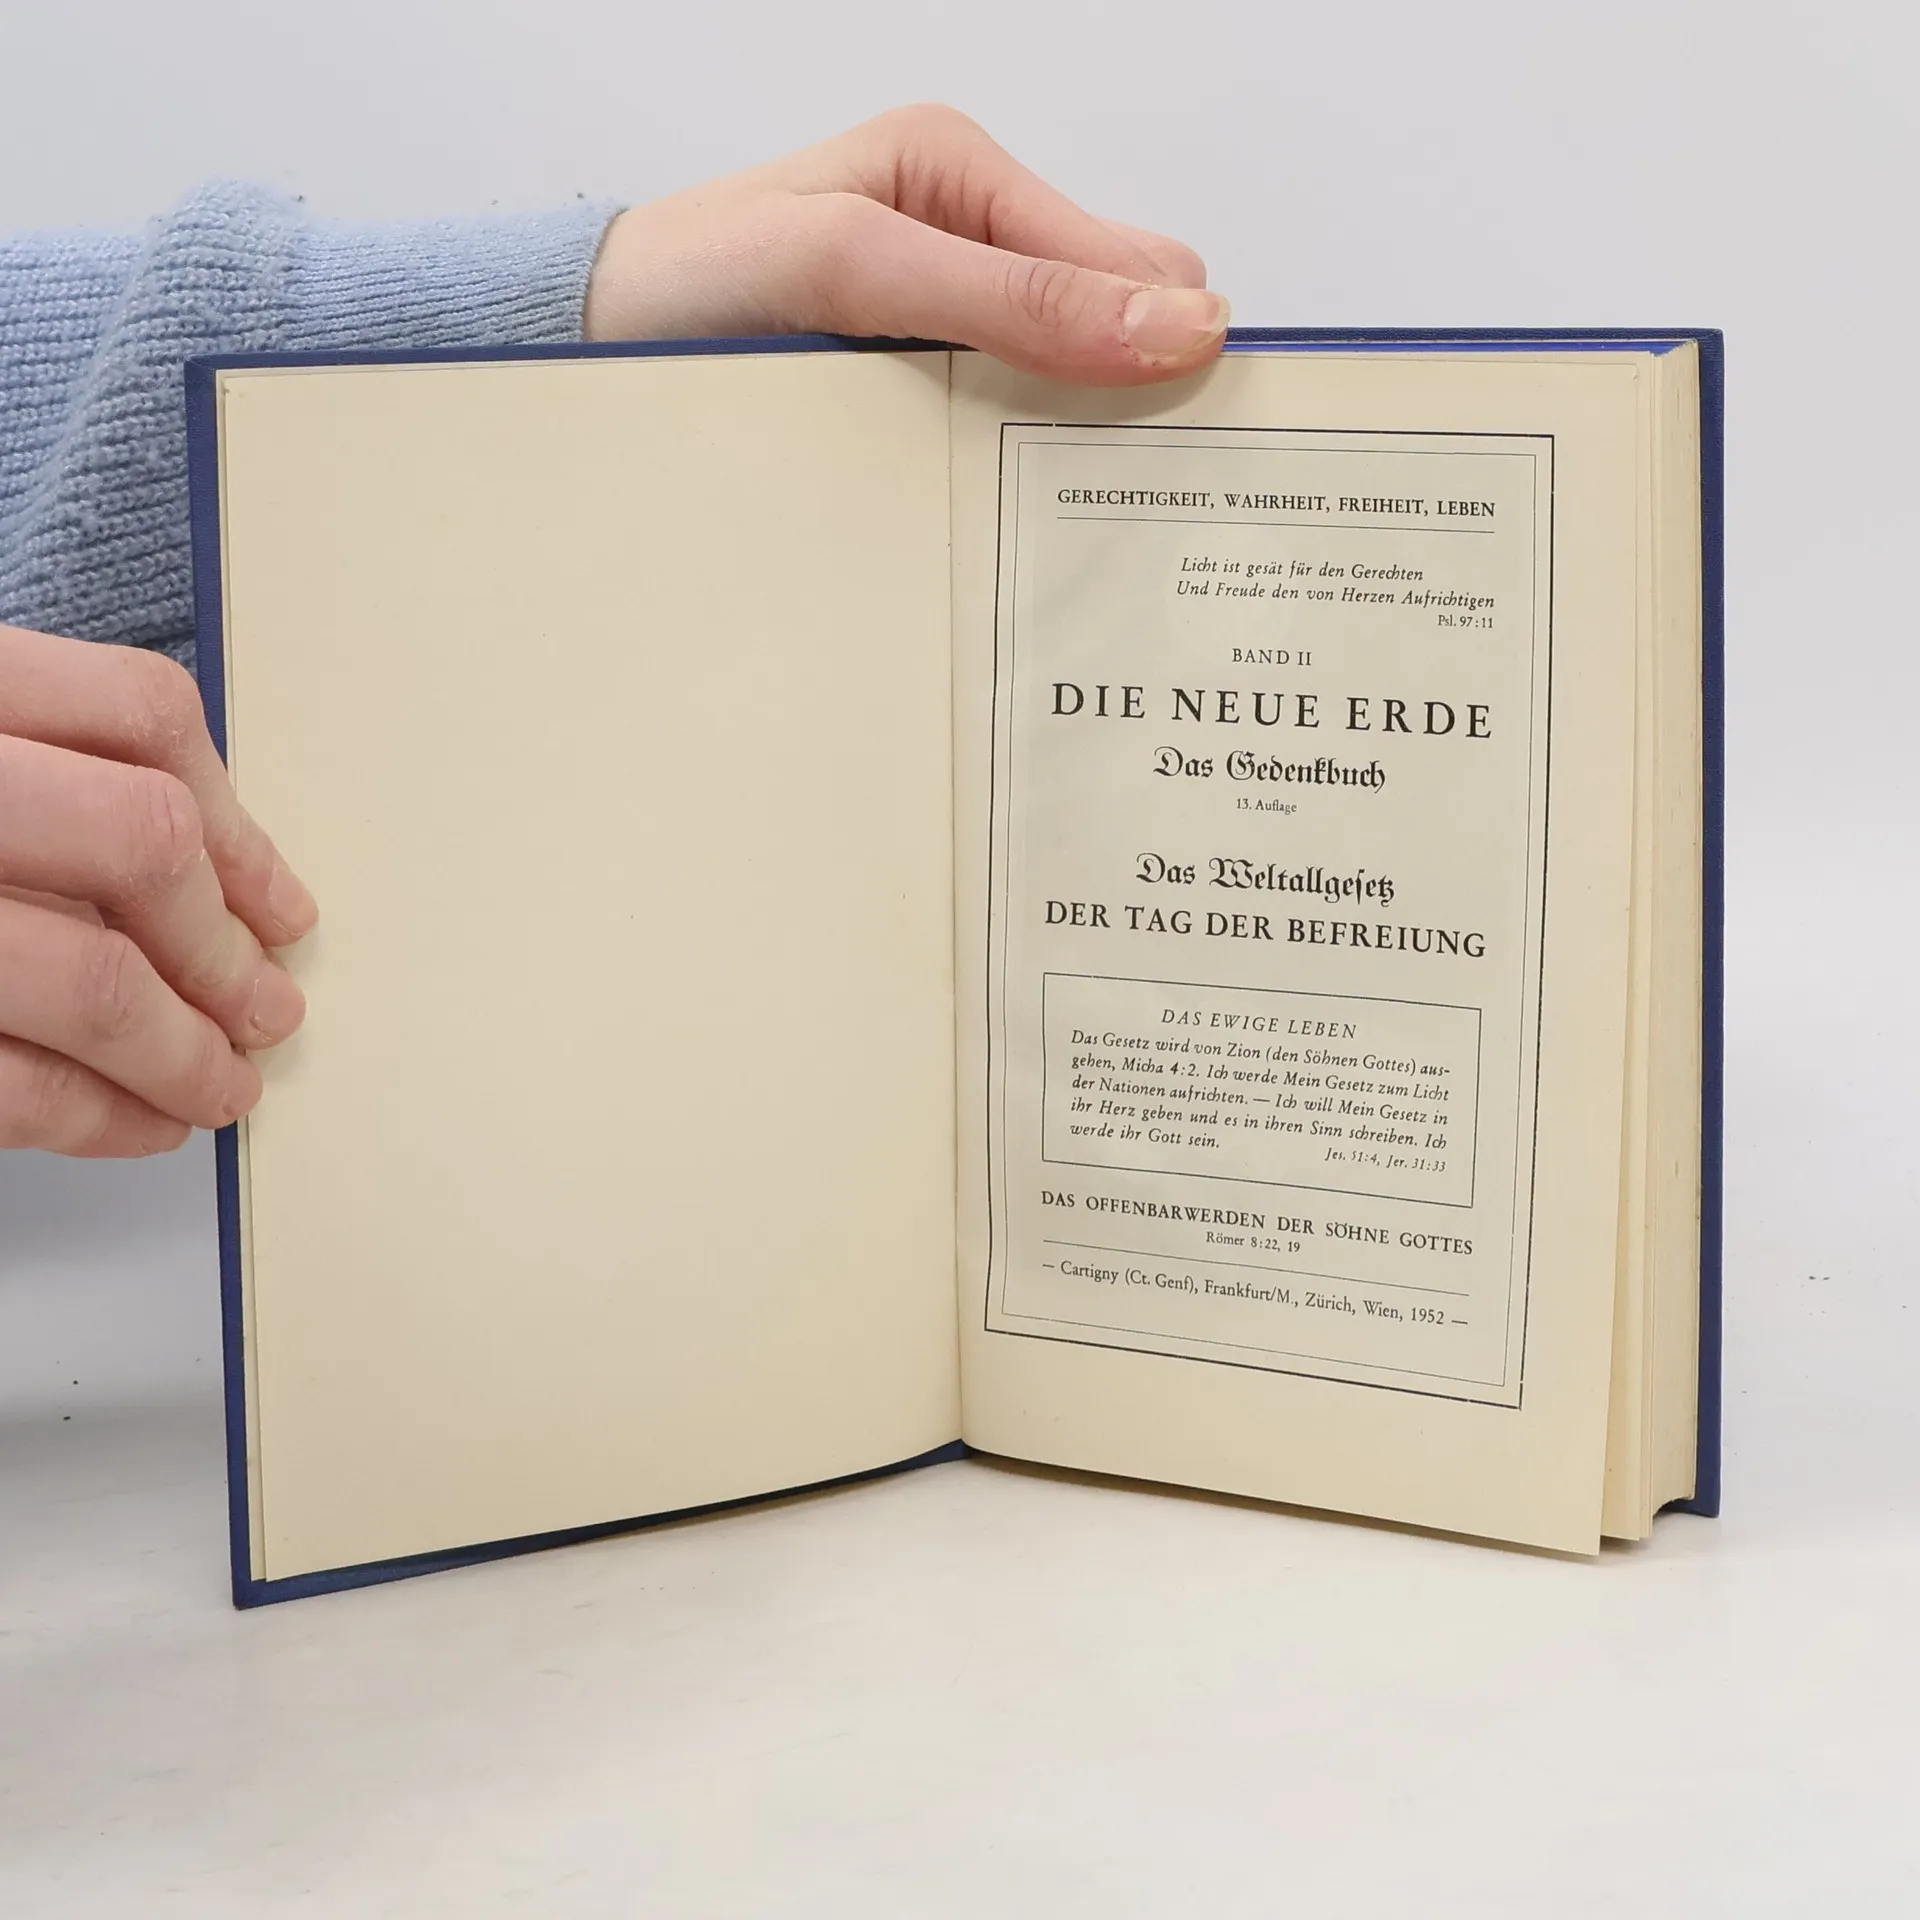 GERECHTIGKEIT, WAHRHEIT, FREIHEIT, LEBEN
Licht ist gesät für den Gerechten
Und Freude den von Herzen Aufrichtigen
Psl. 97:11
BAND II
DIE NEUE ERDE
Das Gedenkbuch
13. Auflage
Das Weltallgesetz
DER TAG DER BEFREIUNG
DAS EWIGE LEBEN
Das Gesetz wird von Zion (den Söhnen Gottes) aus-
gehen, Micha 4:2. Ich werde Mein Gesetz zum Licht
der Nationen aufrichten. — Ich will Mein Gesetz in
ihr Herz geben und es in ihren Sinn schreiben. Ich
werde ihr Gott sein.
Jes. 51:4, Jer. 31:33
DAS OFFENBARWERDEN DER SÖHNE GOTTES
Römer 8:22, 19
— Cartigny (Ct. Genf), Frankfurt/M., Zürich, Wien, 1952 —